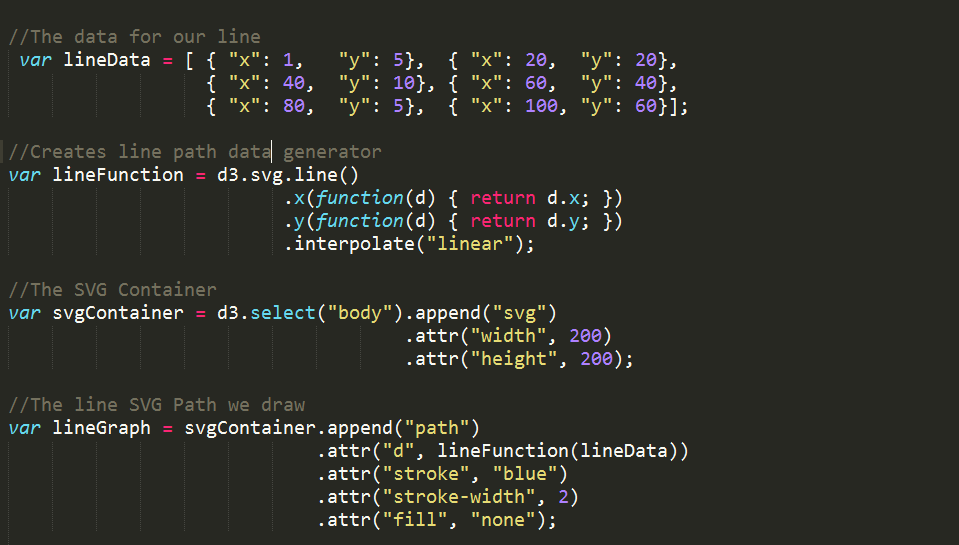 //The data for our line
var lineData = [ { "x": 1,   "y": 5},  { "x": 20,  "y": 20},
                 { "x": 40,  "y": 10}, { "x": 60,  "y": 40},
                 { "x": 80,  "y": 5},  { "x": 100, "y": 60}];

//Creates line path data generator
var lineFunction = d3.svg.line()
                         .x(function(d) { return d.x; })
                         .y(function(d) { return d.y; })
                         .interpolate("linear");

//The SVG Container
var svgContainer = d3.select("body").append("svg")
                                    .attr("width", 200)
                                    .attr("height", 200);

//The line SVG Path we draw
var lineGraph = svgContainer.append("path")
                            .attr("d", lineFunction(lineData))
                            .attr("stroke", "blue")
                            .attr("stroke-width", 2)
                            .attr("fill", "none");